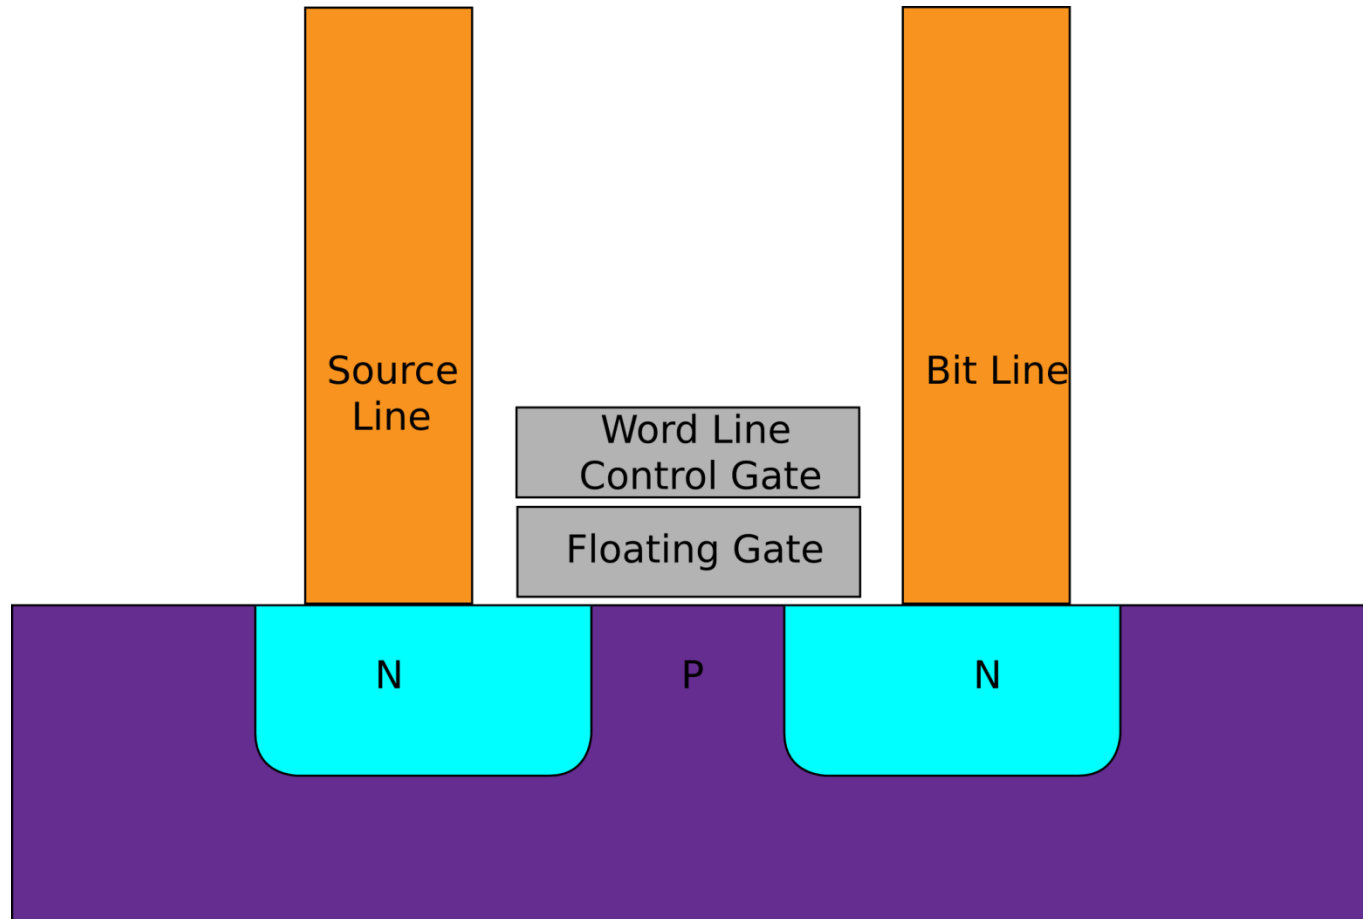 Source
Line
Bit Line
Word Line
Control Gate
Floating Gate
N
P
N